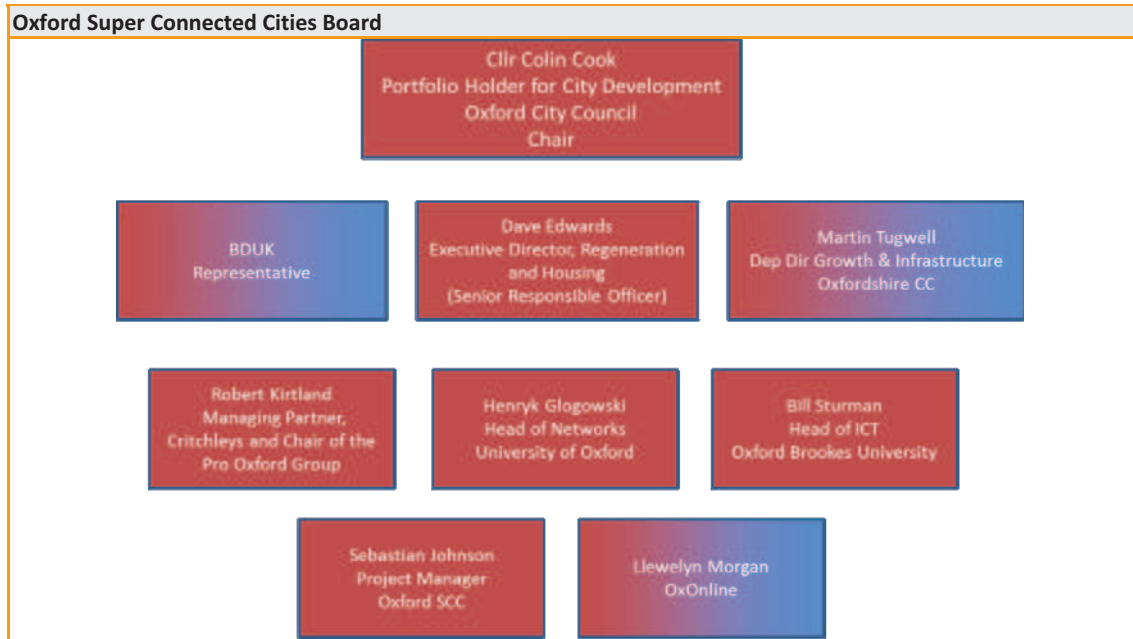 Oxford Super Connected Cities Board
Cllr Colin Cook
Portfolio Holder for City Development
Oxford City Council
Chair
BDUK
Representative
Dave Edwards
Executive Director, Regeneration
and Housing
(Senior Responsible Officer)
Martin Tugwell
Dep Dir Growth & Infrastructure
Oxfordshire CC
Robert Kirtland
Managing Partner,
Critchleys and Chair of the
Pro Oxford Group
Henryk Glogowski
Head of Networks
University of Oxford
Bill Sturman
Head of ICT
Oxford Brookes University
Sebastian Johnson
Project Manager
Oxford SCC
Llewelyn Morgan
OxOnline